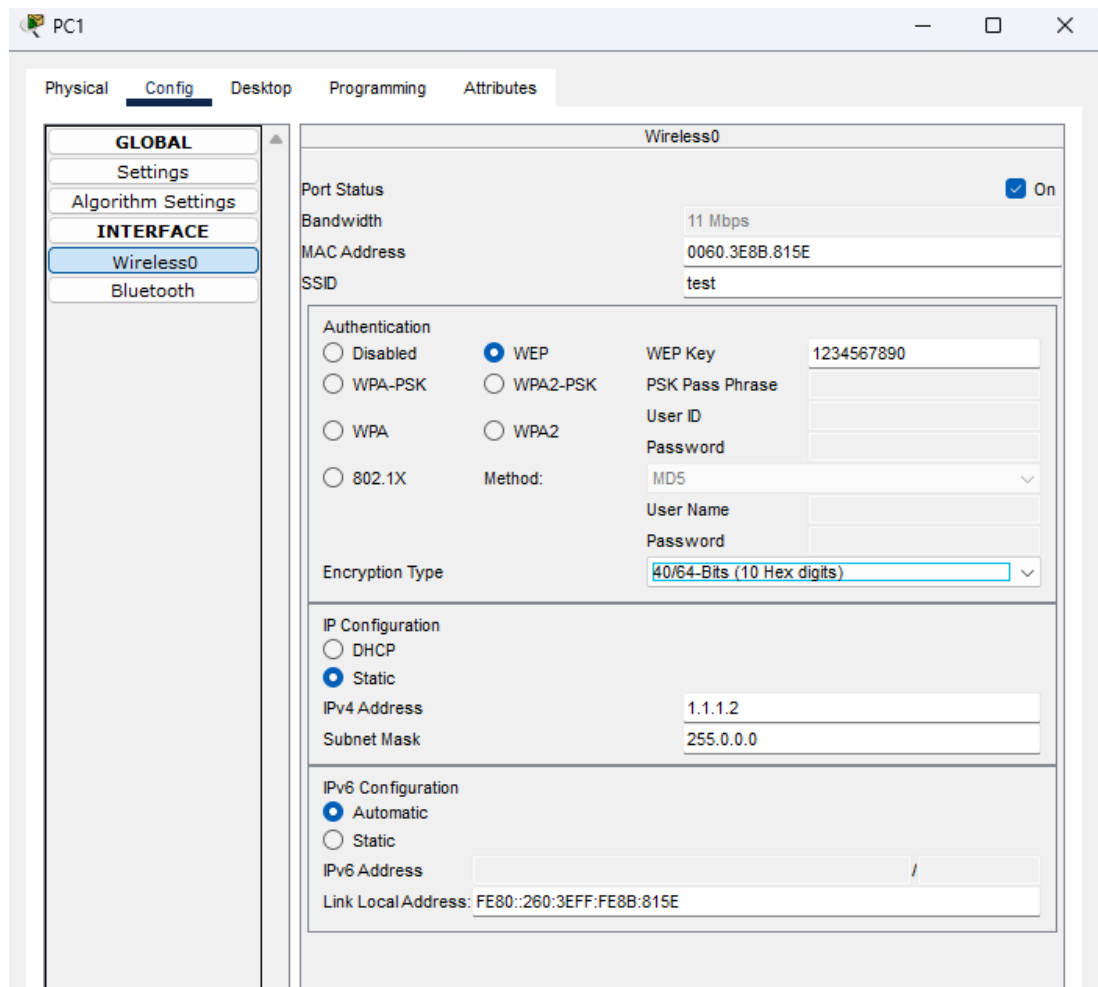 PC1
Physical Config Desktop Programming Attributes
GLOBAL
Settings
Algorithm Settings
INTERFACE
Wireless0
Bluetooth
Wireless0
Port Status On
Bandwidth 11 Mbps
MAC Address 0060.3E8B.815E
SSID test
Authentication
Disabled WEP WEP Key 1234567890
WPA-PSK WPA2-PSK PSK Pass Phrase
User ID
WPA WPA2
Password
802.1X Method: MD5
User Name
Password
Encryption Type 40/64-Bits (10 Hex digits)
IP Configuration
DHCP
Static
IPv4 Address 1.1.1.2
Subnet Mask 255.0.0.0
IPv6 Configuration
Automatic
Static
IPv6 Address /
Link Local Address: FE80::260:3EFF:FE8B:815E